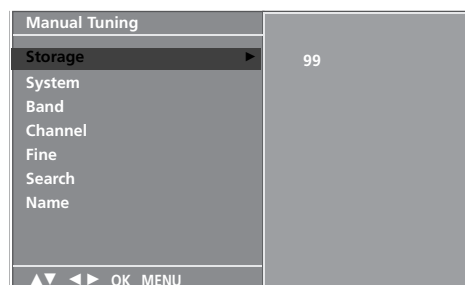 Manual Tuning
Storage ► 99
System
Band
Channel
Fine
Search
Name
▲▼ ◄► OK MENU